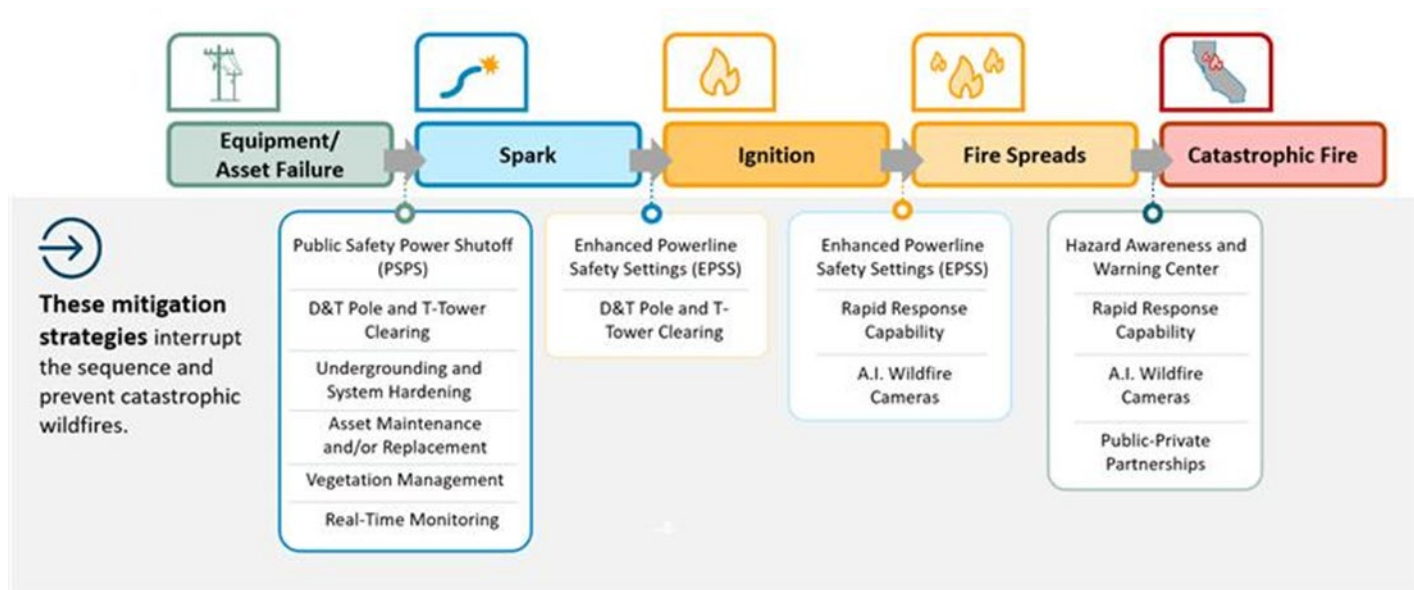 Equipment/
Asset Failure
Spark
Ignition
Fire Spreads
Catastrophic Fire
These mitigation
strategies interrupt
the sequence and
prevent catastrophic
wildfires.
Public Safety Power Shutoff
(PSPS)
D&T Pole and T-Tower
Clearing
Undergrounding and
System Hardening
Asset Maintenance
and/or Replacement
Vegetation Management
Real-Time Monitoring
Enhanced Powerline
Safety Settings (EPSS)
D&T Pole and T-
Tower Clearing
Enhanced Powerline
Safety Settings (EPSS)
Rapid Response
Capability
A.I. Wildfire
Cameras
Hazard Awareness and
Warning Center
Rapid Response
Capability
A.I. Wildfire
Cameras
Public-Private
Partnerships